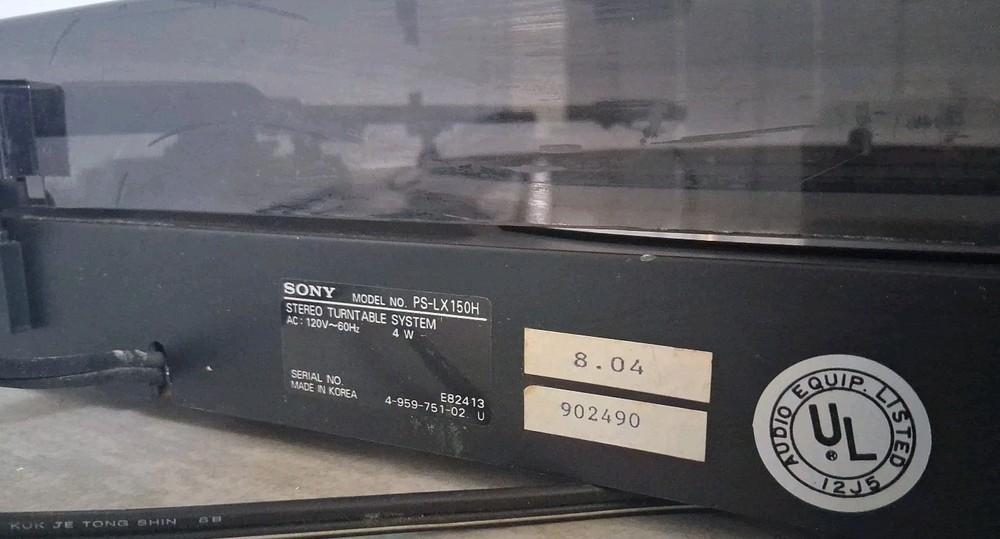 SONY MODEL NO. PS-LX150H
STEREO TURNTABLE SYSTEM
AC: 120V~60Hz 4 W
SERIAL NO.
MADE IN KOREA
E82413
4-959-751-02. U
8.04
902490
AUDIO EQUIP. LISTED
UL
®
12J5
KUK JE TONG SHIN 6B